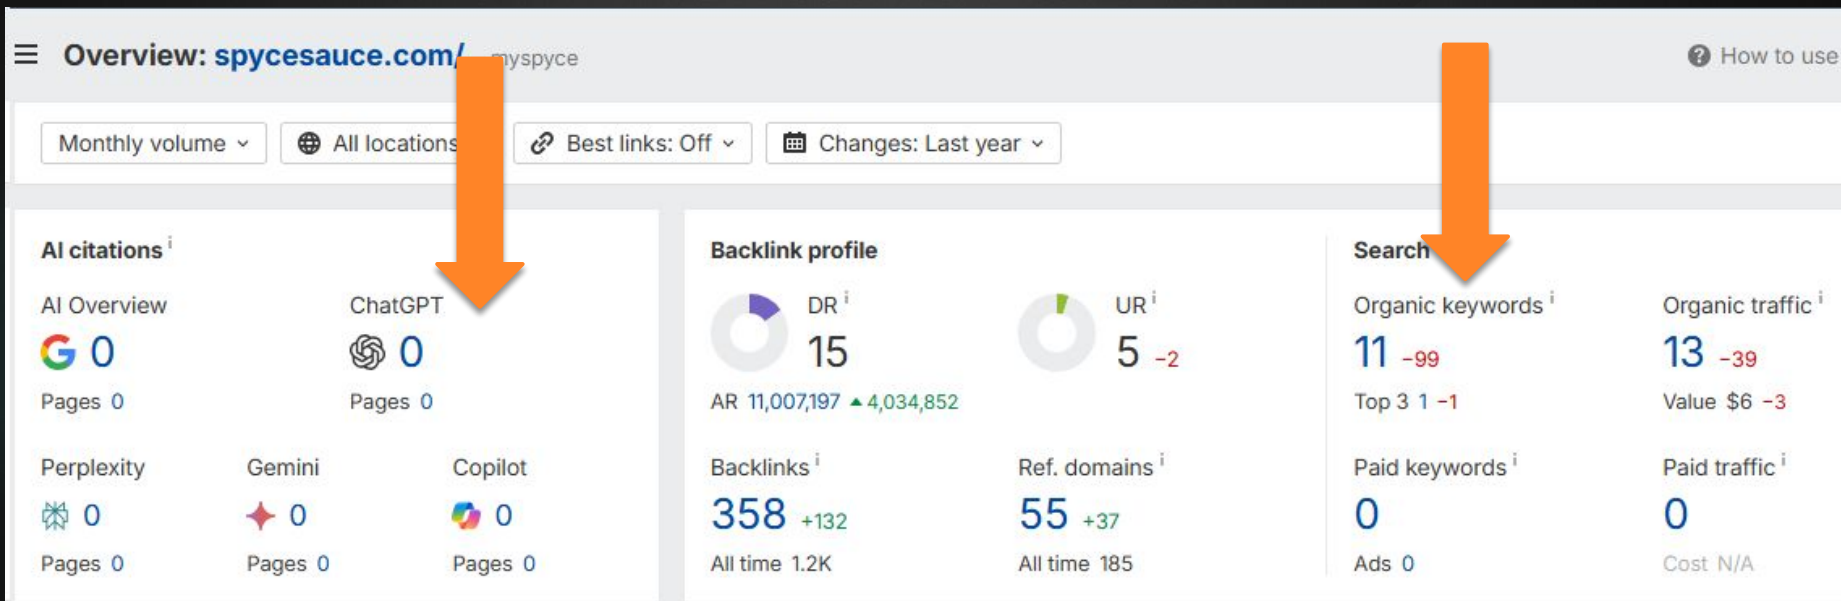 Overview: spycesauce.com/ myspyce
How to use
Monthly volume
All locations
Best links: Off
Changes: Last year
AI citations i
AI Overview
0
Pages 0
ChatGPT
0
Pages 0
Perplexity
0
Pages 0
Gemini
0
Pages 0
Copilot
0
Pages 0
Backlink profile
DR i
15
AR 11,007,197 4,034,852
UR i
5 -2
Backlinks i
358 +132
All time 1.2K
Ref. domains i
55 +37
All time 185
Search
Organic keywords i
11 -99
Top 3 1 -1
Organic traffic i
13 -39
Value $6 -3
Paid keywords i
0
Ads 0
Paid traffic i
0
Cost N/A